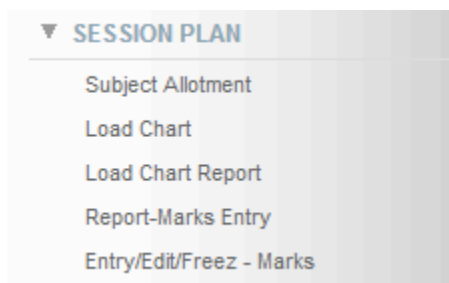 SESSION PLAN
Subject Allotment
Load Chart
Load Chart Report
Report-Marks Entry
Entry/Edit/Freez - Marks